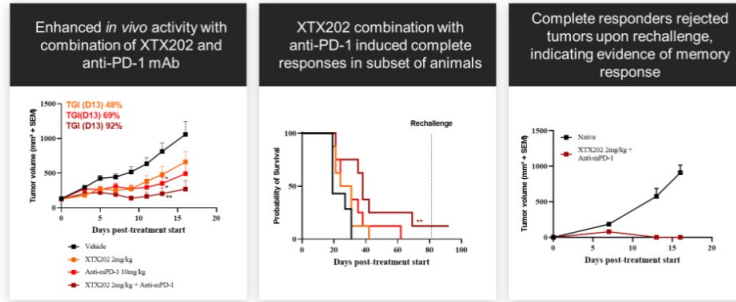 Enhanced in vivo activity with
combination of XTX202 and
anti-PD-1 mAb
TGI (D13) 48%
TGI(D13) 69%
TGI (D13) 92%
Tumor volume (mm³ + SEM)
1500
1000
500
0
0
5
10
15
20
*
*
**
Days post-treatment start
Vehicle
XTX202 2mg/kg
Anti-mPD-1 10mg/kg
XTX202 2mg/kg + Anti-mPD-1
XTX202 combination with
anti-PD-1 induced complete
responses in subset of animals
Rechallenge
Probability of Survival
100
50
0
0
20
40
60
80
100
**
Days post-treatment start
Complete responders rejected
tumors upon rechallenge,
indicating evidence of memory
response
Naive
XTX202 2mg/kg +
Anti-mPD-1
Tumor volume (mm³ + SEM)
1500
1000
500
0
0
5
10
15
20
Days post-treatment start